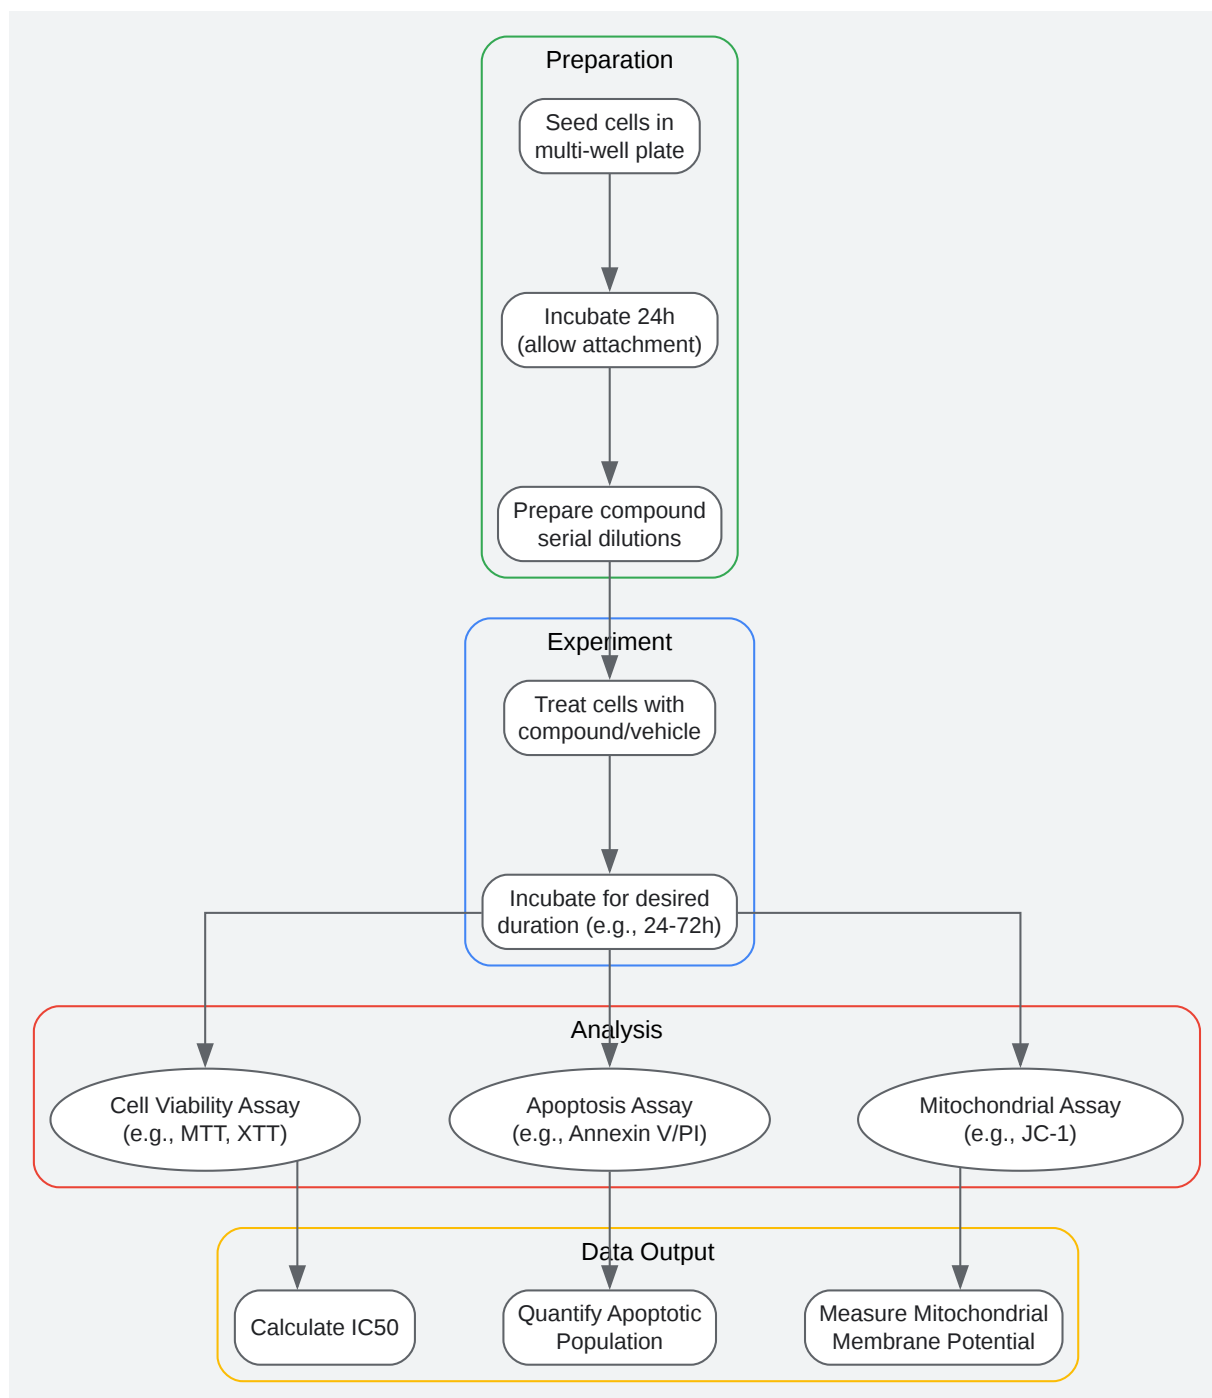 Preparation
Seed cells in
multi-well plate
Incubate 24h
(allow attachment)
Prepare compound
serial dilutions
Experiment
Treat cells with
compound/vehicle
Incubate for desired
duration (e.g., 24-72h)
Analysis
Cell Viability Assay
(e.g., MTT, XTT)
Apoptosis Assay
(e.g., Annexin V/PI)
Mitochondrial Assay
(e.g., JC-1)
Data Output
Calculate IC50
Quantify Apoptotic
Population
Measure Mitochondrial
Membrane Potential